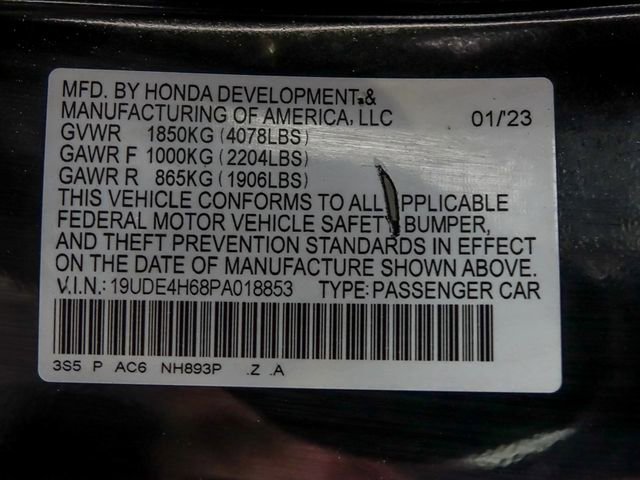 MFD. BY HONDA DEVELOPMENT &
MANUFACTURING OF AMERICA, LLC 01/'23
GVWR 1850KG (4078LBS)
GAWR F 1000KG (2204LBS)
GAWR R 865KG (1906LBS)
THIS VEHICLE CONFORMS TO ALL PPLICABLE
FEDERAL MOTOR VEHICLE SAFETY BUMPER,
AND THEFT PREVENTION STANDARDS IN EFFECT
ON THE DATE OF MANUFACTURE SHOWN ABOVE.
V.I.N.: 19UDE4H68PA018853 TYPE: PASSENGER CAR
3S5 P AC6 NH893P .Z .A